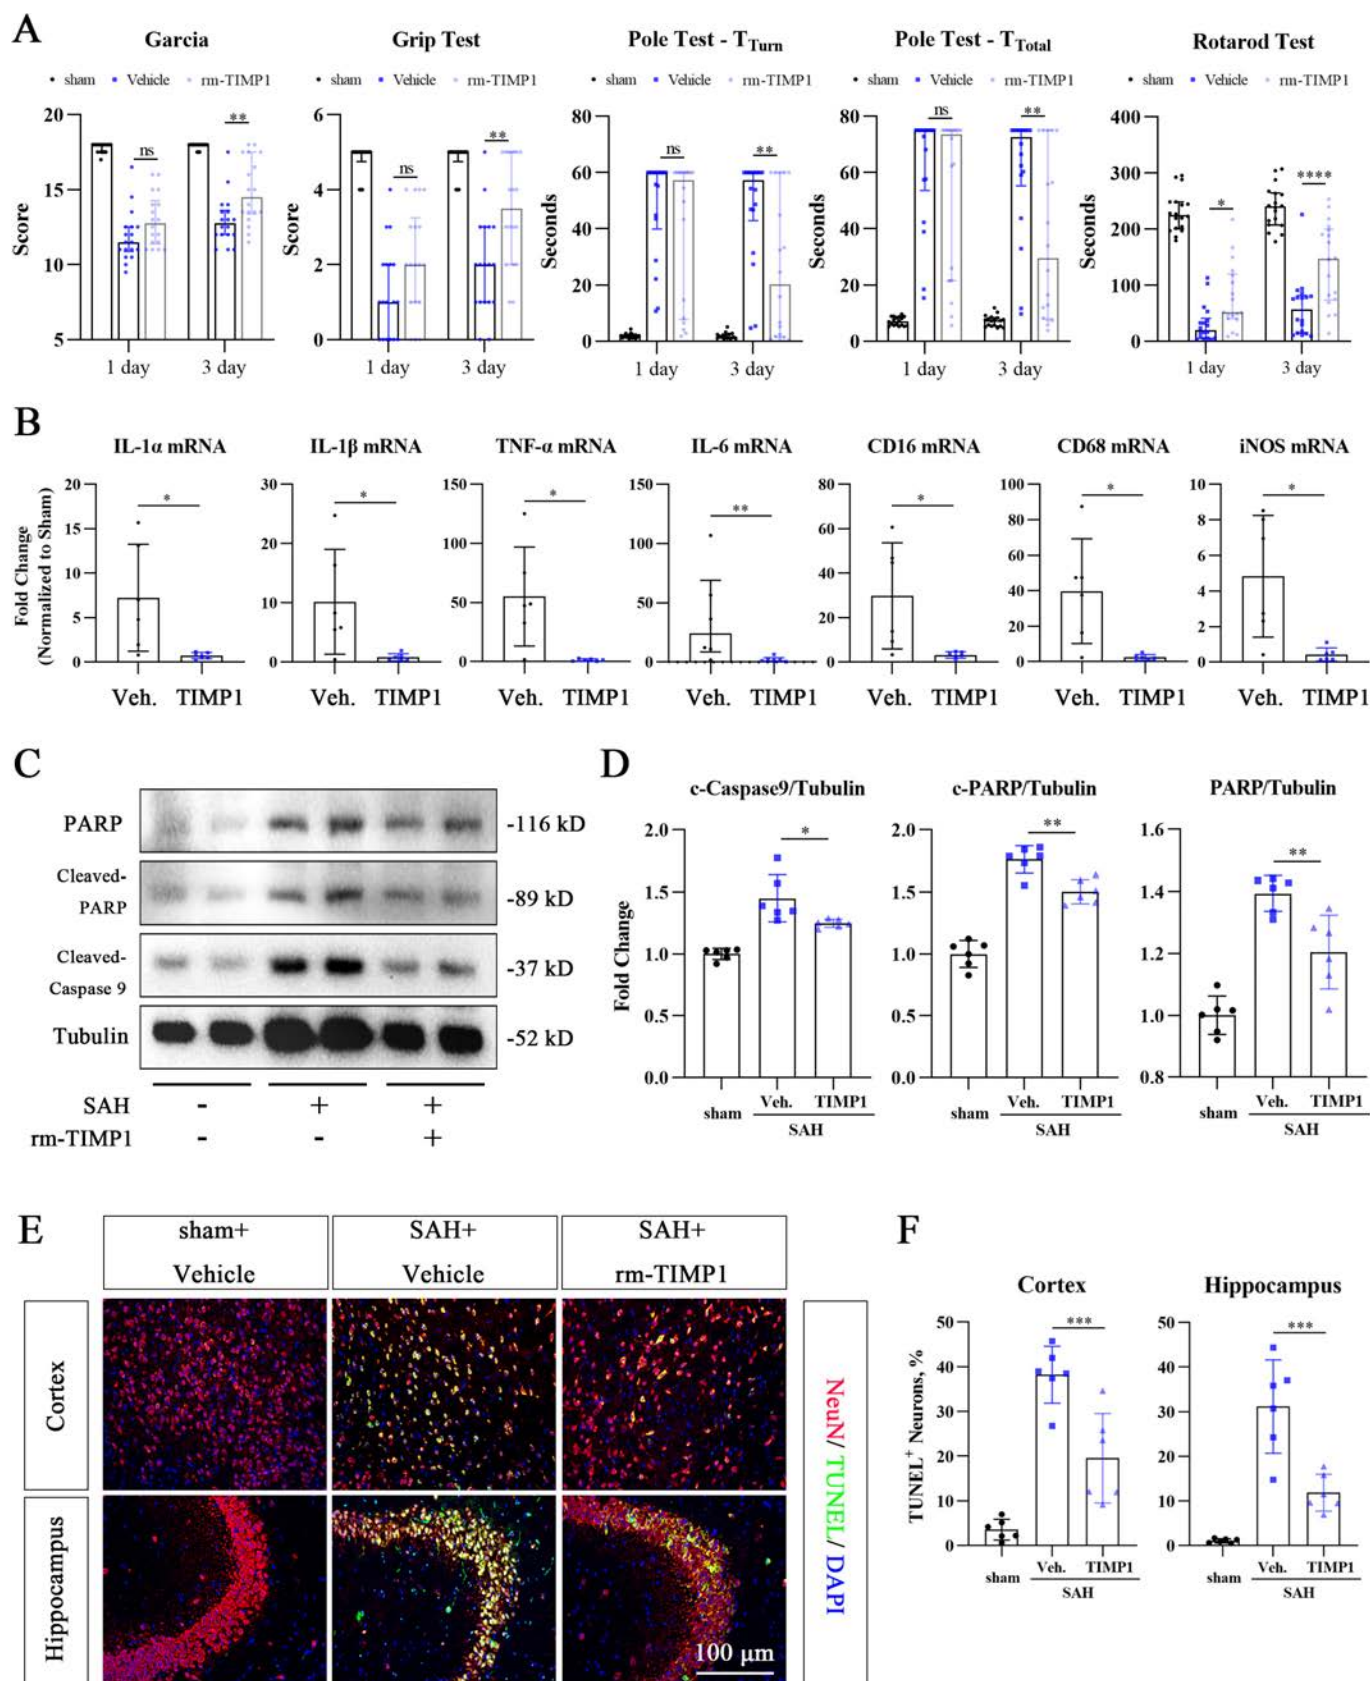 A
Garcia
Grip Test
Pole Test - T_Turn
Pole Test - T_Total
Rotarod Test
sham Vehicle rm-TIMP1
sham Vehicle rm-TIMP1
sham Vehicle rm-TIMP1
sham Vehicle rm-TIMP1
sham Vehicle rm-TIMP1
Score
20
15
10
5
ns
**
1 day 3 day
Score
6
4
2
0
ns
**
1 day 3 day
Seconds
80
60
40
20
0
ns
**
1 day 3 day
Seconds
80
60
40
20
0
ns
**
1 day 3 day
Seconds
400
300
200
100
0
*
****
1 day 3 day
B
Fold Change
(Normalized to Sham)
IL-1α mRNA
20
15
10
5
0
*
Veh. TIMP1
IL-1β mRNA
30
20
10
0
*
Veh. TIMP1
TNF-α mRNA
150
100
50
0
*
Veh. TIMP1
IL-6 mRNA
150
100
50
0
**
Veh. TIMP1
CD16 mRNA
80
60
40
20
0
*
Veh. TIMP1
CD68 mRNA
100
80
60
40
20
0
*
Veh. TIMP1
iNOS mRNA
10
8
6
4
2
0
*
Veh. TIMP1
C
PARP -116 kD
Cleaved-
PARP -89 kD
Cleaved-
Caspase 9 -37 kD
Tubulin -52 kD
SAH - + +
rm-TIMP1 - - +
D
Fold Change
c-Caspase9/Tubulin
2.0
1.5
1.0
0.5
0.0
*
sham Veh. TIMP1
SAH
c-PARP/Tubulin
2.0
1.5
1.0
0.5
0.0
**
sham Veh. TIMP1
SAH
PARP/Tubulin
1.6
1.4
1.2
1.0
0.8
**
sham Veh. TIMP1
SAH
E
sham+
Vehicle
SAH+
Vehicle
SAH+
rm-TIMP1
Cortex
Hippocampus
NeuN/ TUNEL/ DAPI
100 μm
F
TUNEL+ Neurons, %
Cortex
50
40
30
20
10
0
***
sham Veh. TIMP1
SAH
Hippocampus
50
40
30
20
10
0
***
sham Veh. TIMP1
SAH